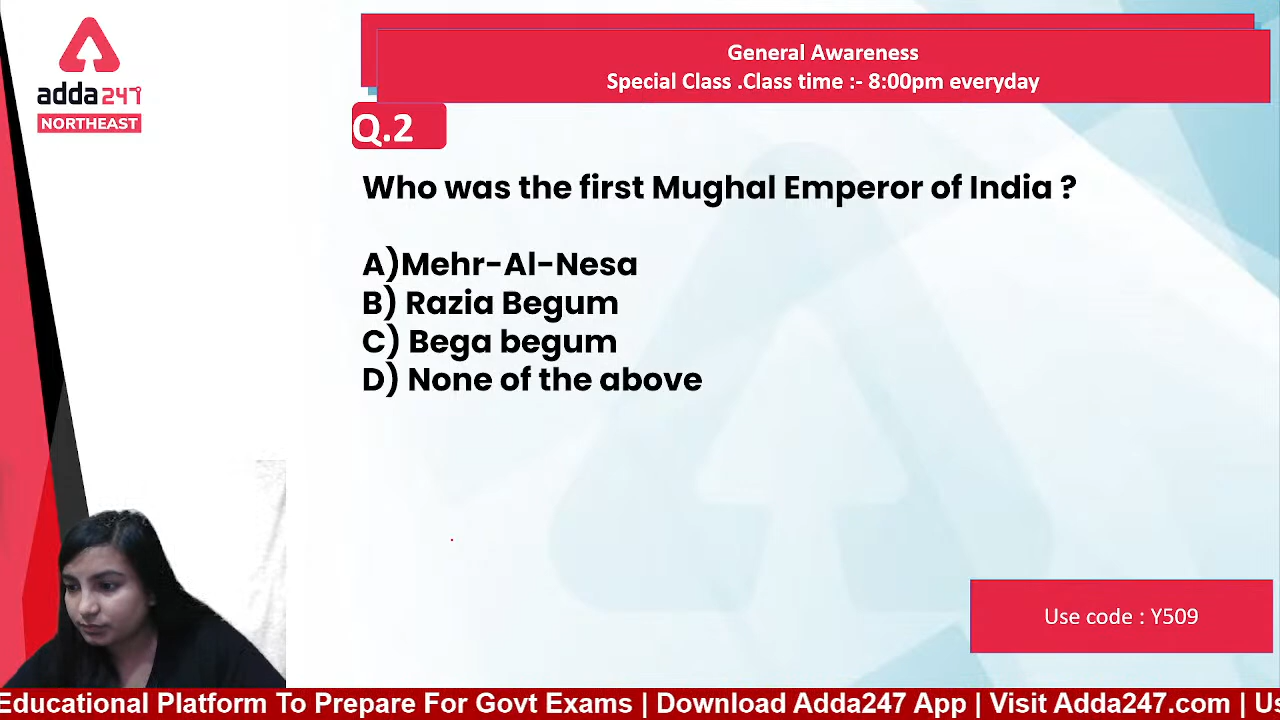 adda247
NORTHEAST
General Awareness
Special Class .Class time :- 8:00pm everyday
Q.2
Who was the first Mughal Emperor of India ?
A)Mehr-Al-Nesa
B) Razia Begum
C) Bega begum
D) None of the above
Use code : Y509
Educational Platform To Prepare For Govt Exams | Download Adda247 App | Visit Adda247.com | Us